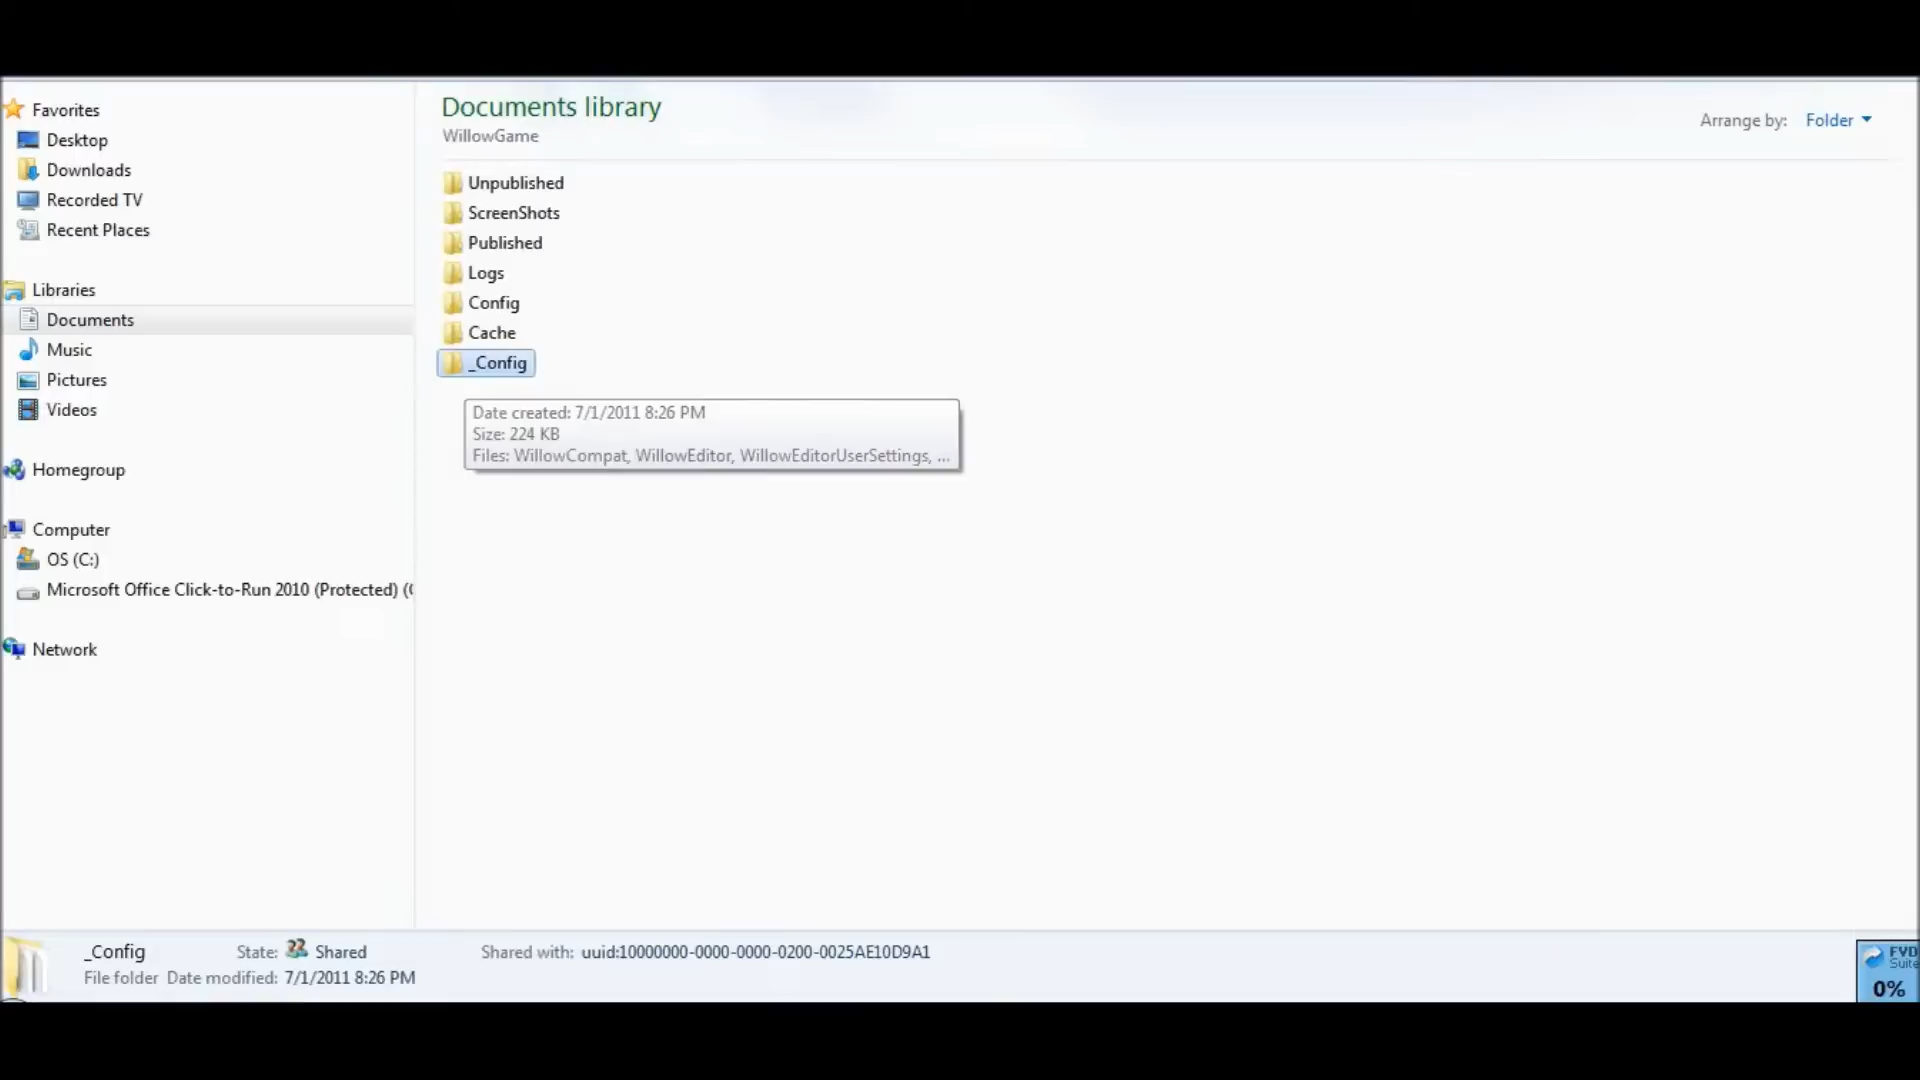 Favorites
Desktop
Downloads
Recorded TV
Recent Places
Libraries
Documents
Music
Pictures
Videos
Homegroup
Computer
OS (C:)
Microsoft Office Click-to-Run 2010 (Protected) (
Network
Documents library
WillowGame
Arrange by: Folder
Unpublished
ScreenShots
Published
Logs
Config
Cache
_Config
Date created: 7/1/2011 8:26 PM
Size: 224 KB
Files: WillowCompat, WillowEditor, WillowEditorUserSettings, ...
_Config State: Shared Shared with: uuid:10000000-0000-0000-0200-0025AE10D9A1
File folder Date modified: 7/1/2011 8:26 PM
FVD
Suite
0%